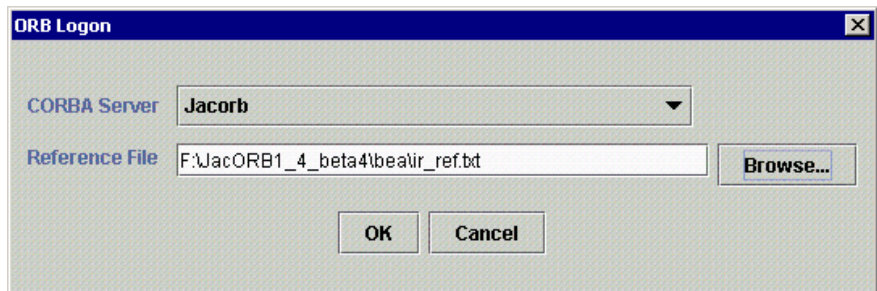 ORB Logon
CORBA Server Jacorb
Reference File F:\JacORB1_4_beta4\bea\ir_ref.txt Browse...
OK Cancel